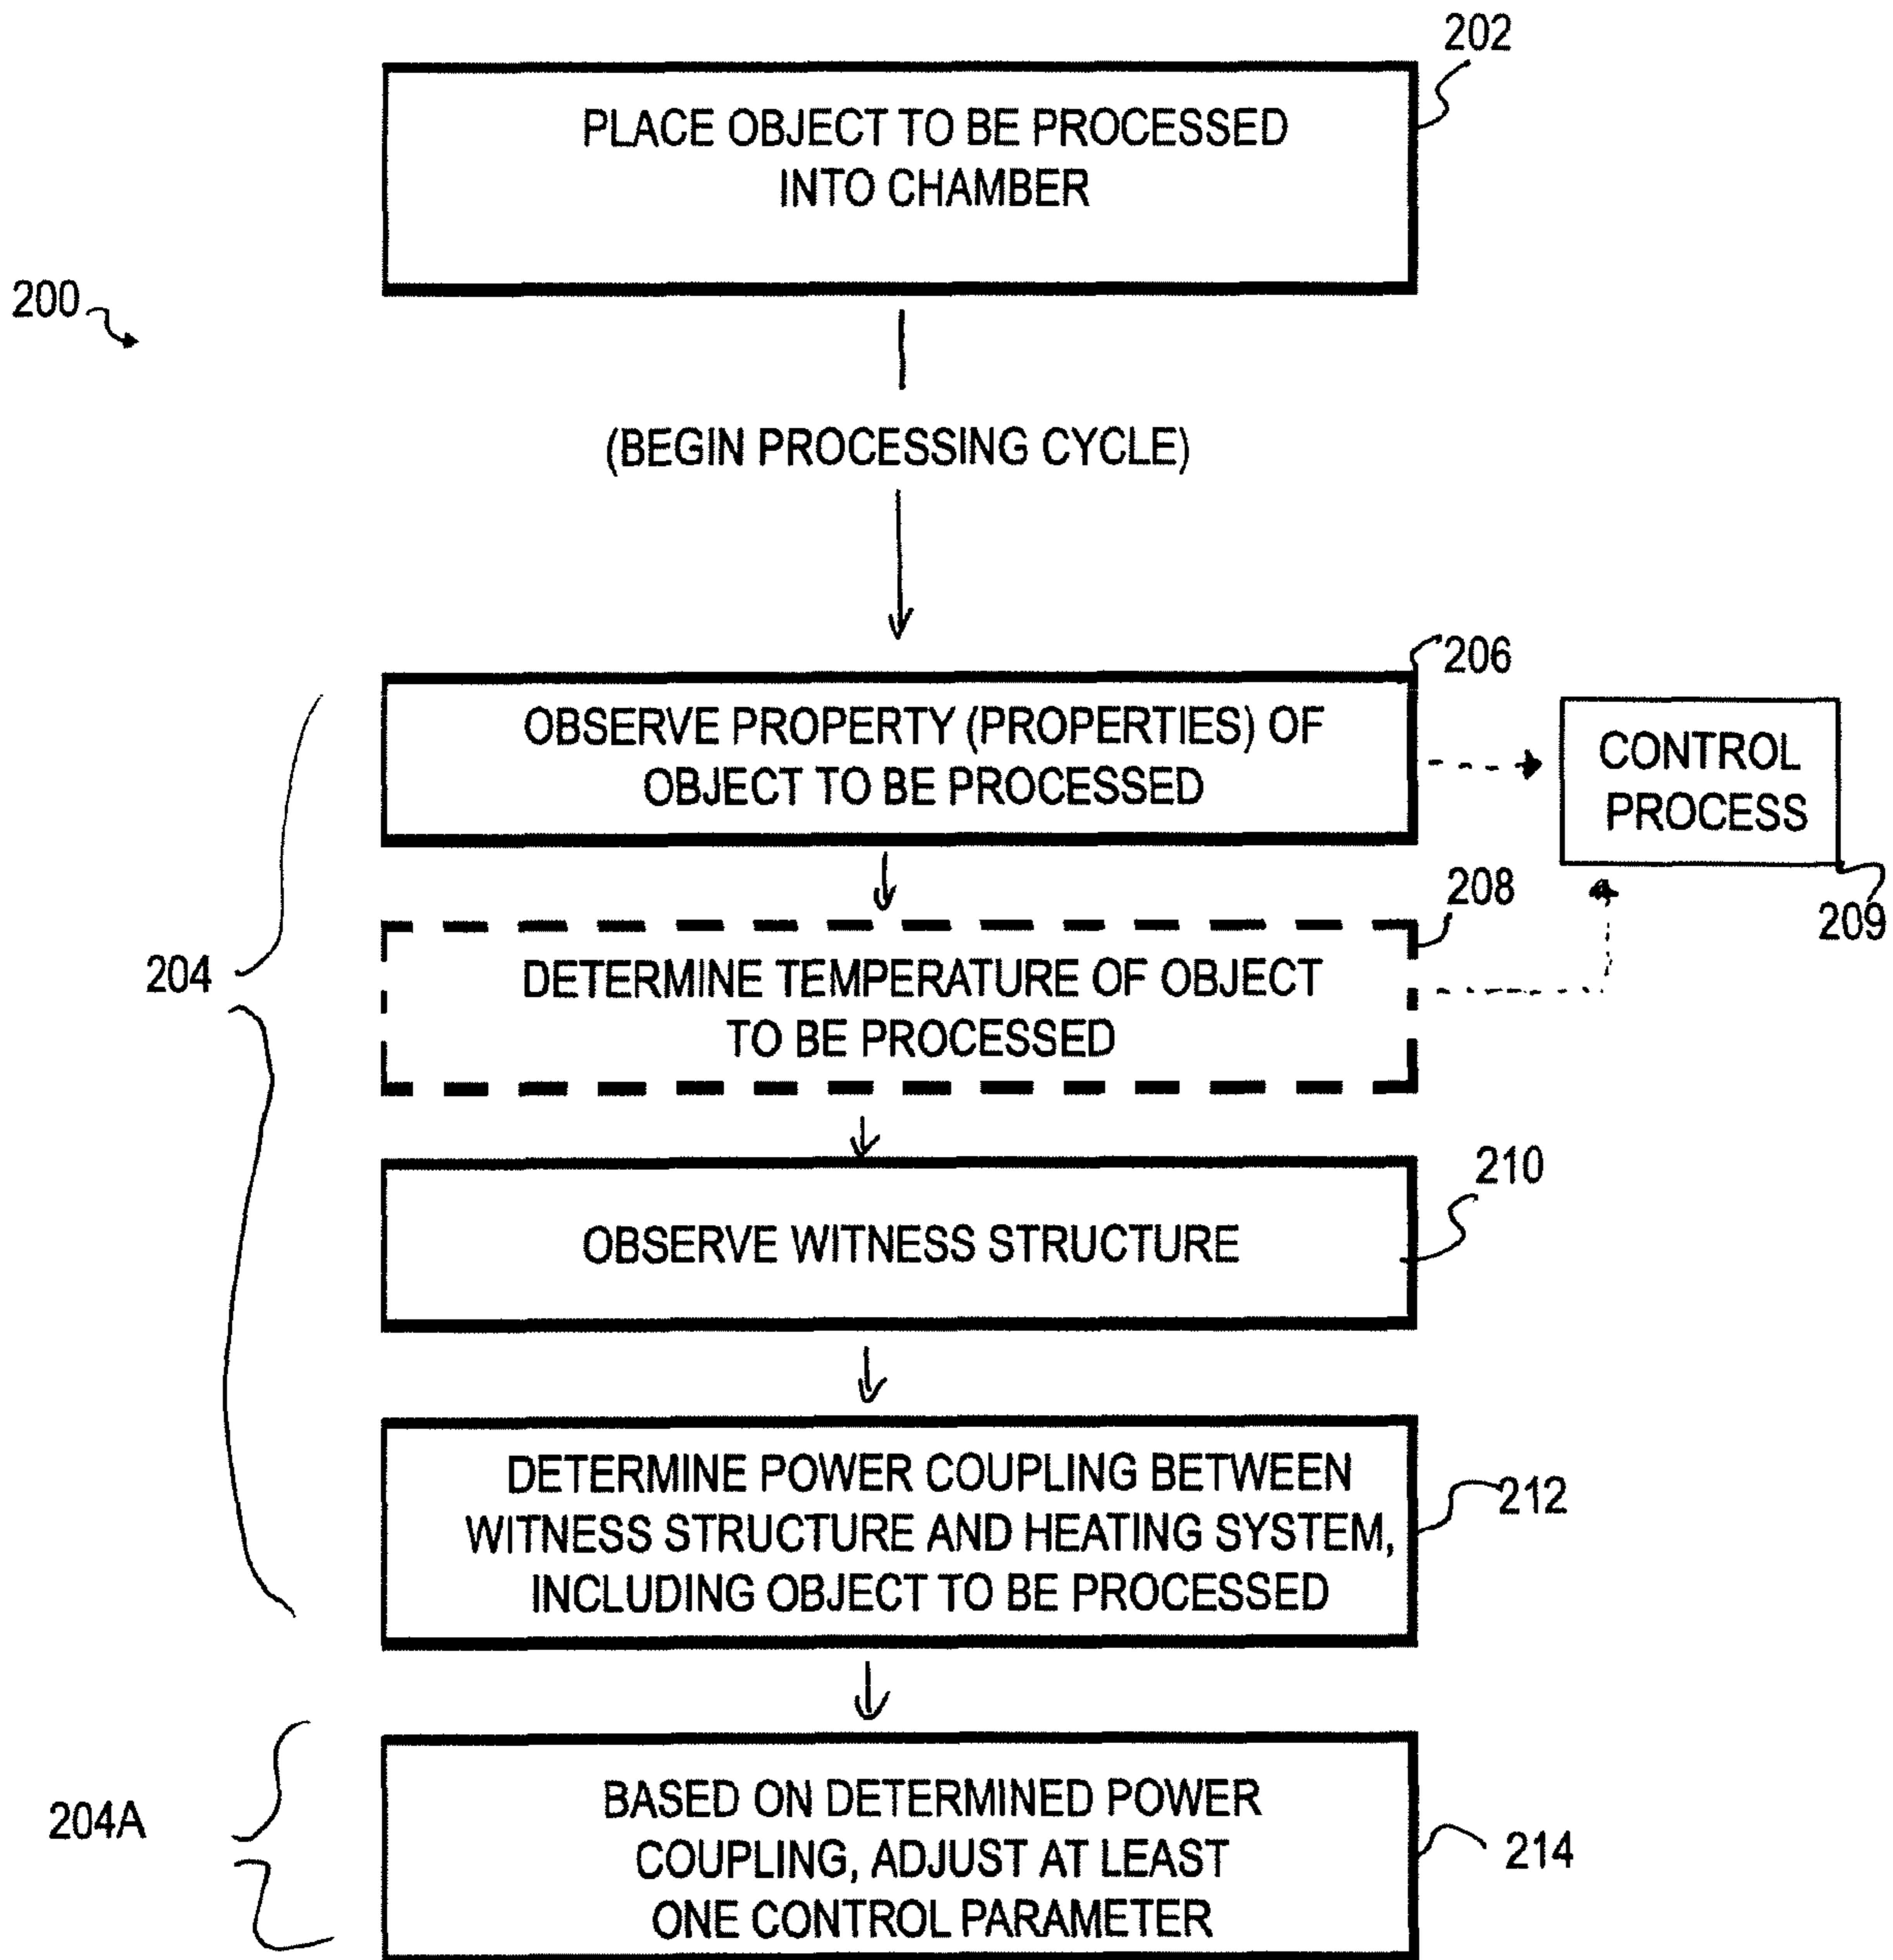 202
PLACE OBJECT TO BE PROCESSED
INTO CHAMBER
200
(BEGIN PROCESSING CYCLE)
206
OBSERVE PROPERTY (PROPERTIES) OF
OBJECT TO BE PROCESSED
CONTROL
PROCESS
209
208
204
DETERMINE TEMPERATURE OF OBJECT
TO BE PROCESSED
210
OBSERVE WITNESS STRUCTURE
DETERMINE POWER COUPLING BETWEEN
WITNESS STRUCTURE AND HEATING SYSTEM,
INCLUDING OBJECT TO BE PROCESSED
212
204A
BASED ON DETERMINED POWER
COUPLING, ADJUST AT LEAST
ONE CONTROL PARAMETER
214